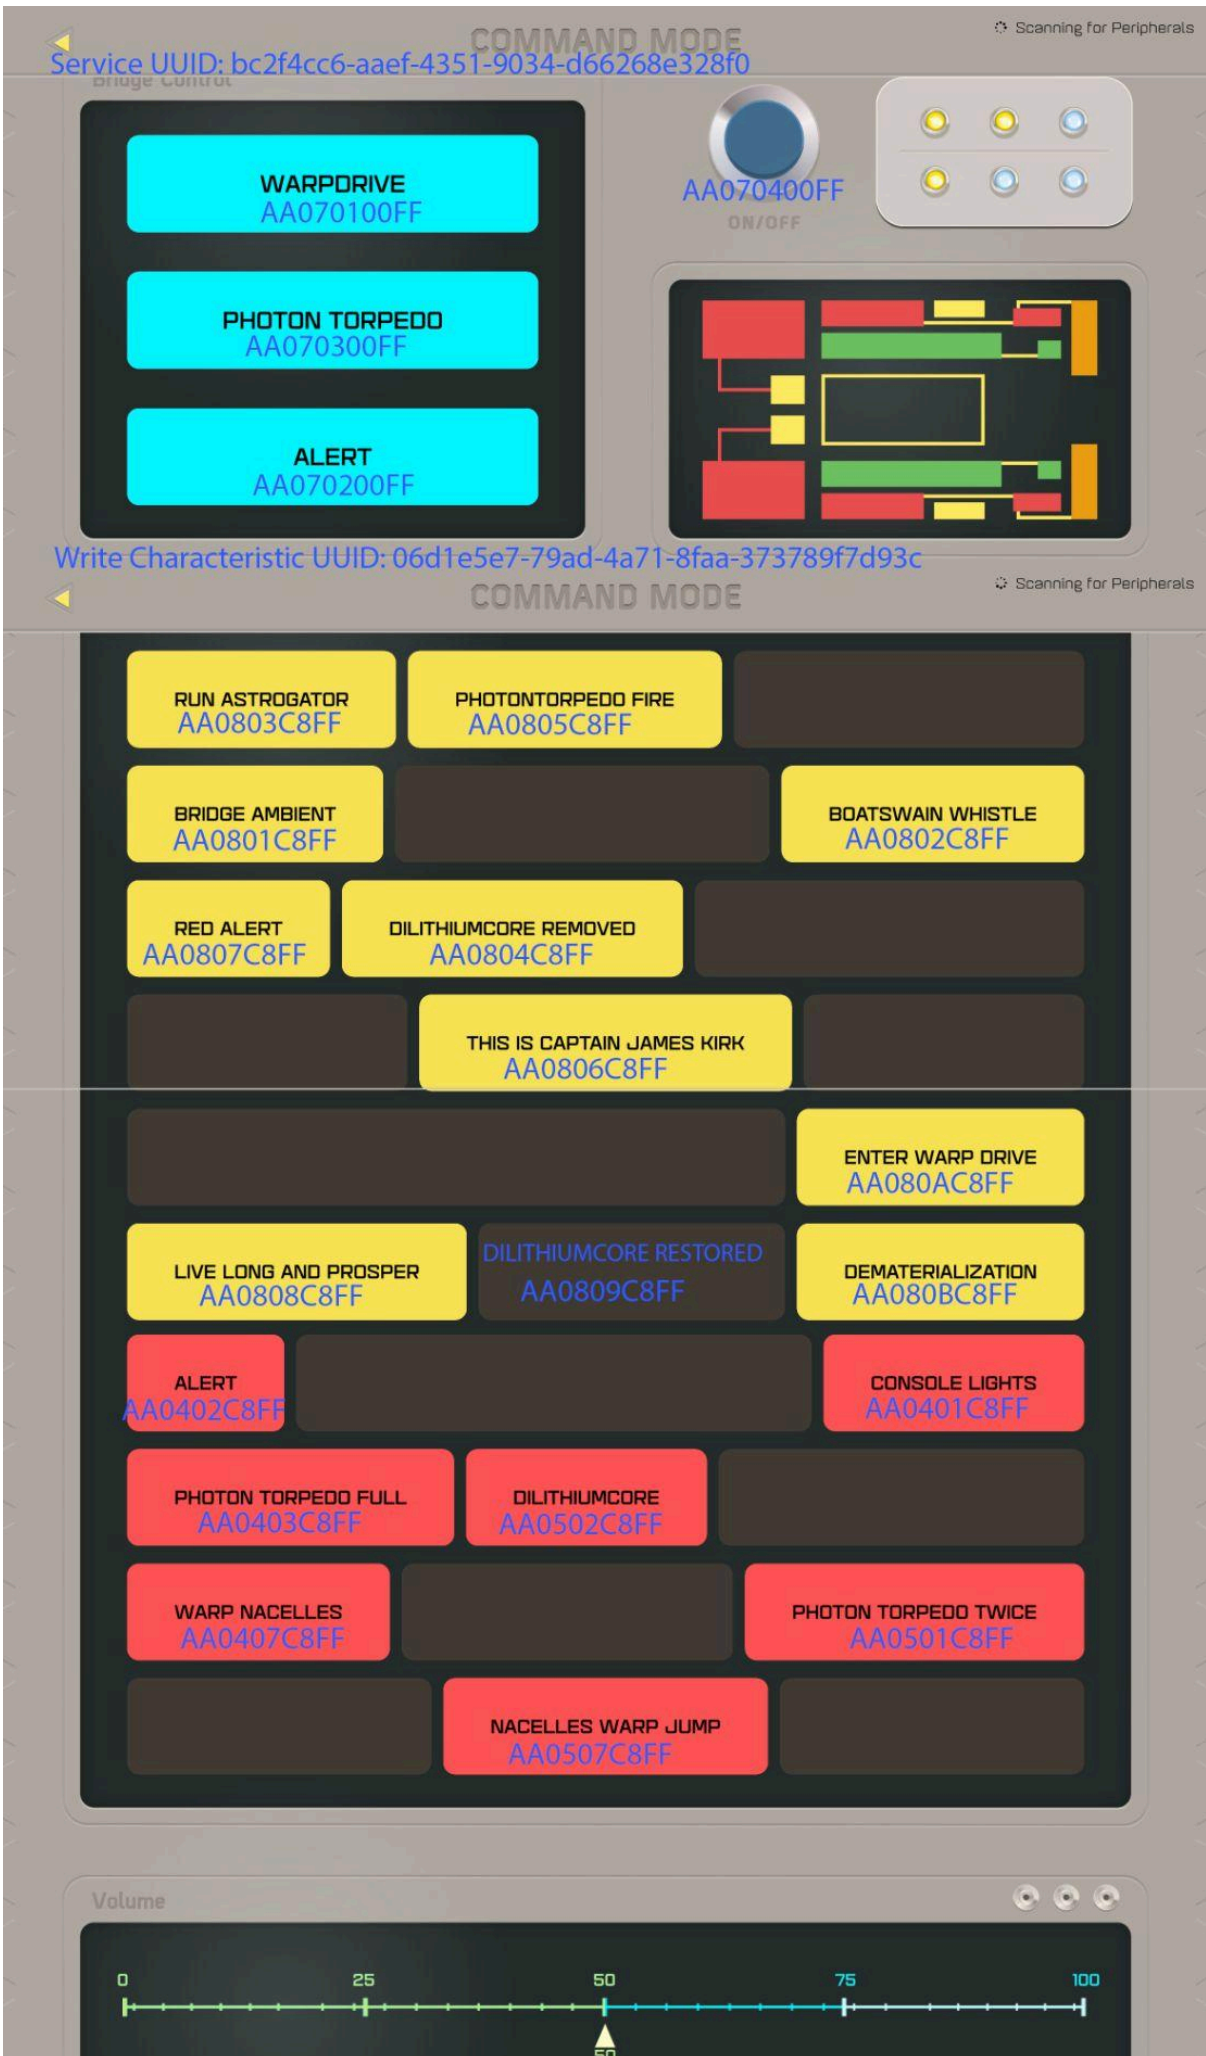 COMMAND MODE
Scanning for Peripherals
Service UUID: bc2f4cc6-aaef-4351-9034-d66268e328f0
Bridge Control
WARPDRIVE
AA070100FF
AA070400FF
ON/OFF
PHOTON TORPEDO
AA070300FF
ALERT
AA070200FF
Write Characteristic UUID: 06d1e5e7-79ad-4a71-8faa-373789f7d93c
COMMAND MODE
Scanning for Peripherals
RUN ASTROGATOR
AA0803C8FF
PHOTONTORPEDO FIRE
AA0805C8FF
BRIDGE AMBIENT
AA0801C8FF
BOATSWAIN WHISTLE
AA0802C8FF
RED ALERT
AA0807C8FF
DILITHIUMCORE REMOVED
AA0804C8FF
THIS IS CAPTAIN JAMES KIRK
AA0806C8FF
ENTER WARP DRIVE
AA080AC8FF
LIVE LONG AND PROSPER
AA0808C8FF
DILITHIUMCORE RESTORED
AA0809C8FF
DEMATERIALIZATION
AA080BC8FF
ALERT
AA0402C8FF
CONSOLE LIGHTS
AA0401C8FF
PHOTON TORPEDO FULL
AA0403C8FF
DILITHIUMCORE
AA0502C8FF
WARP NACELLES
AA0407C8FF
PHOTON TORPEDO TWICE
AA0501C8FF
NACELLES WARP JUMP
AA0507C8FF
Volume
0 25 50 75 100
50